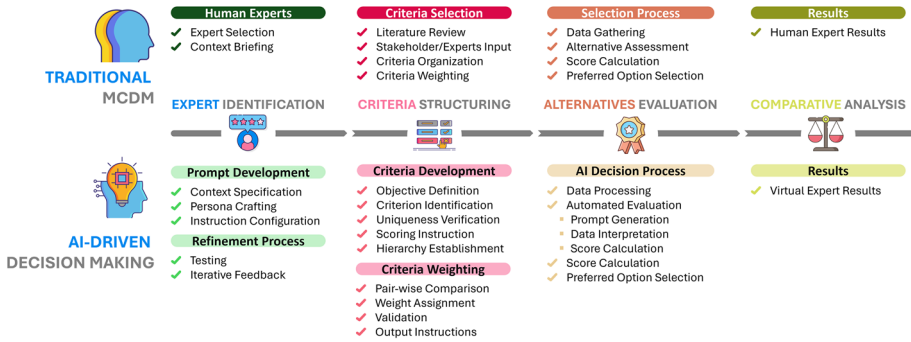 TRADITIONAL
MCDM
Human Experts
Expert Selection
Context Briefing
Criteria Selection
Literature Review
Stakeholder/Experts Input
Criteria Organization
Criteria Weighting
Selection Process
Data Gathering
Alternative Assessment
Score Calculation
Preferred Option Selection
Results
Human Expert Results
EXPERT IDENTIFICATION
CRITERIA STRUCTURING
ALTERNATIVES EVALUATION
COMPARATIVE ANALYSIS
AI-DRIVEN
DECISION MAKING
Prompt Development
Context Specification
Persona Crafting
Instruction Configuration
Refinement Process
Testing
Iterative Feedback
Criteria Development
Objective Definition
Criterion Identification
Uniqueness Verification
Scoring Instruction
Hierarchy Establishment
Criteria Weighting
Pair-wise Comparison
Weight Assignment
Validation
Output Instructions
AI Decision Process
Data Processing
Automated Evaluation
Prompt Generation
Data Interpretation
Score Calculation
Score Calculation
Preferred Option Selection
Results
Virtual Expert Results